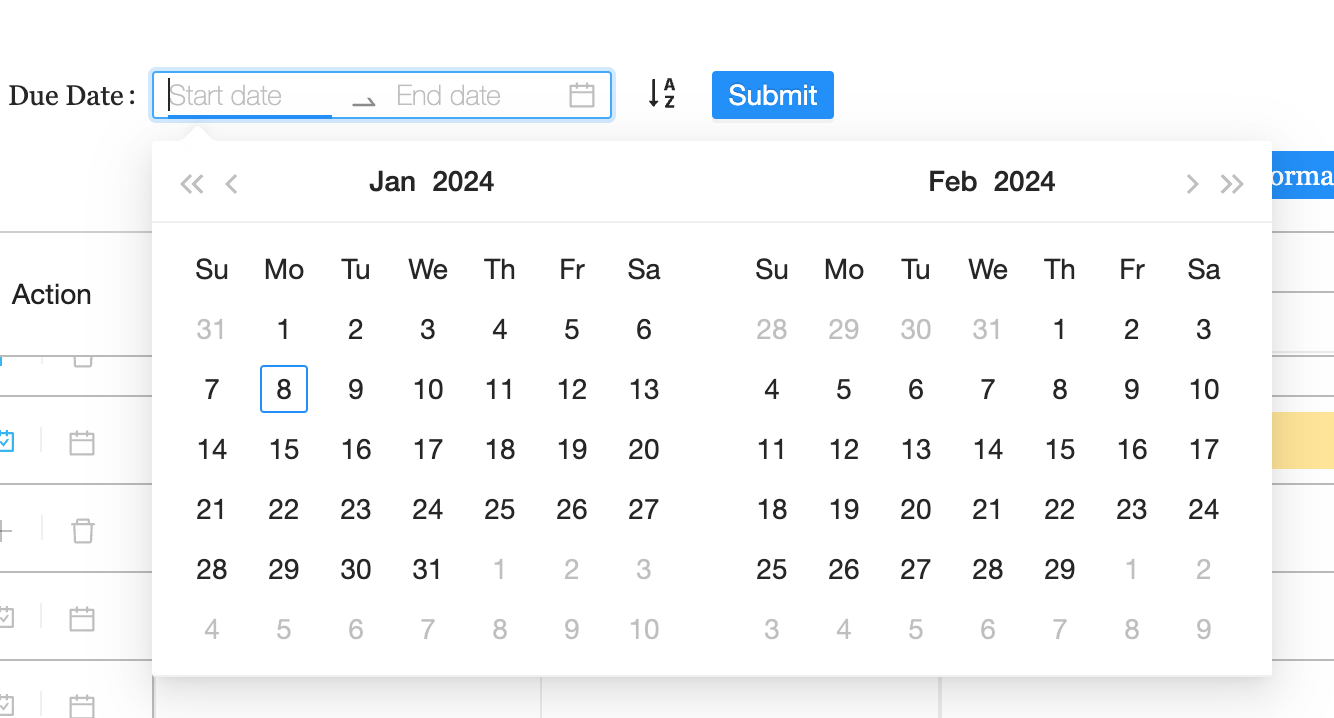 Due Date: Start date End date A Z Submit
Jan 2024 Feb 2024
orma
Su Mo Tu We Th Fr Sa Su Mo Tu We Th Fr Sa
Action
31 1 2 3 4 5 6 28 29 30 31 1 2 3
7 8 9 10 11 12 13 4 5 6 7 8 9 10
14 15 16 17 18 19 20 11 12 13 14 15 16 17
21 22 23 24 25 26 27 18 19 20 21 22 23 24
28 29 30 31 1 2 3 25 26 27 28 29 1 2
4 5 6 7 8 9 10 3 4 5 6 7 8 9